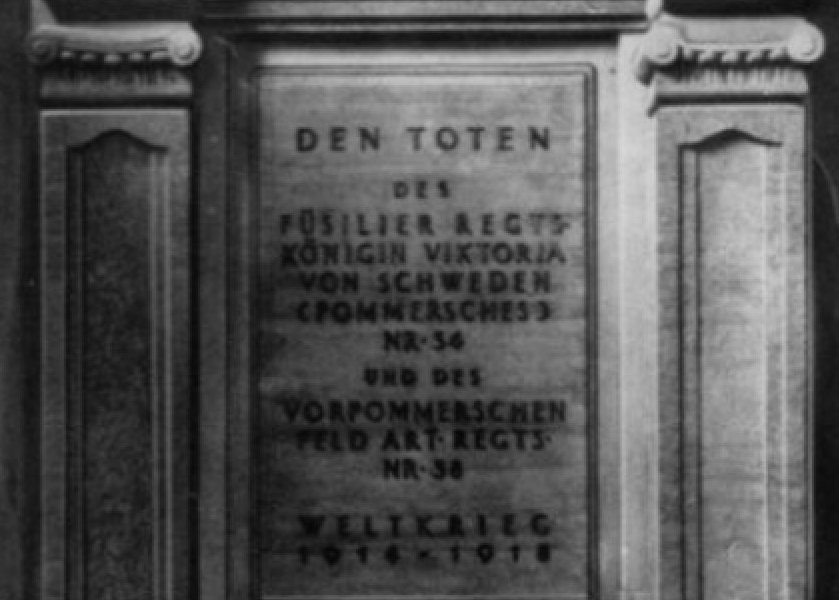 DEN TOTEN
DES
FÜSILIER REGTS·
KÖNIGIN VIKTORIA
VON SCHWEDEN
(POMMERSCHES)
NR·34
UND DES
VORPOMMERSCHEN
FELD ART·REGTS·
NR·38
WELTKRIEG
1914-1918